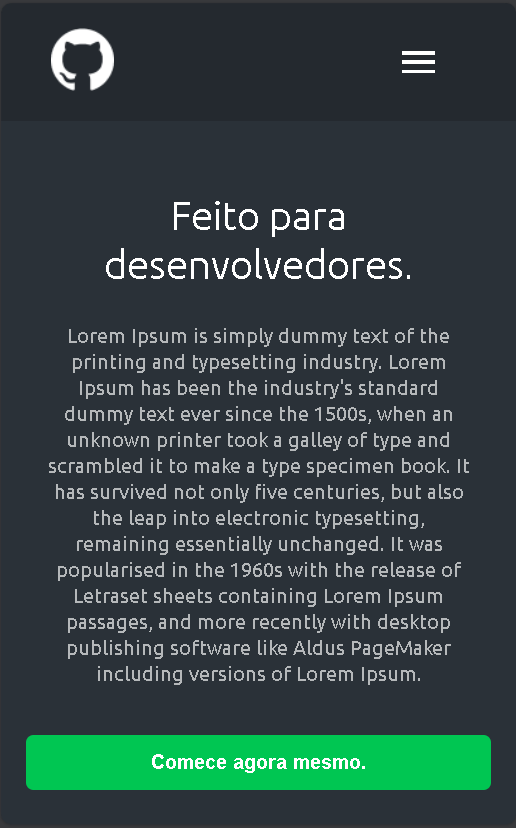 Feito para
desenvolvedores.
Lorem Ipsum is simply dummy text of the
printing and typesetting industry. Lorem
Ipsum has been the industry's standard
dummy text ever since the 1500s, when an
unknown printer took a galley of type and
scrambled it to make a type specimen book. It
has survived not only five centuries, but also
the leap into electronic typesetting,
remaining essentially unchanged. It was
popularised in the 1960s with the release of
Letraset sheets containing Lorem Ipsum
passages, and more recently with desktop
publishing software like Aldus PageMaker
including versions of Lorem Ipsum.
Comece agora mesmo.